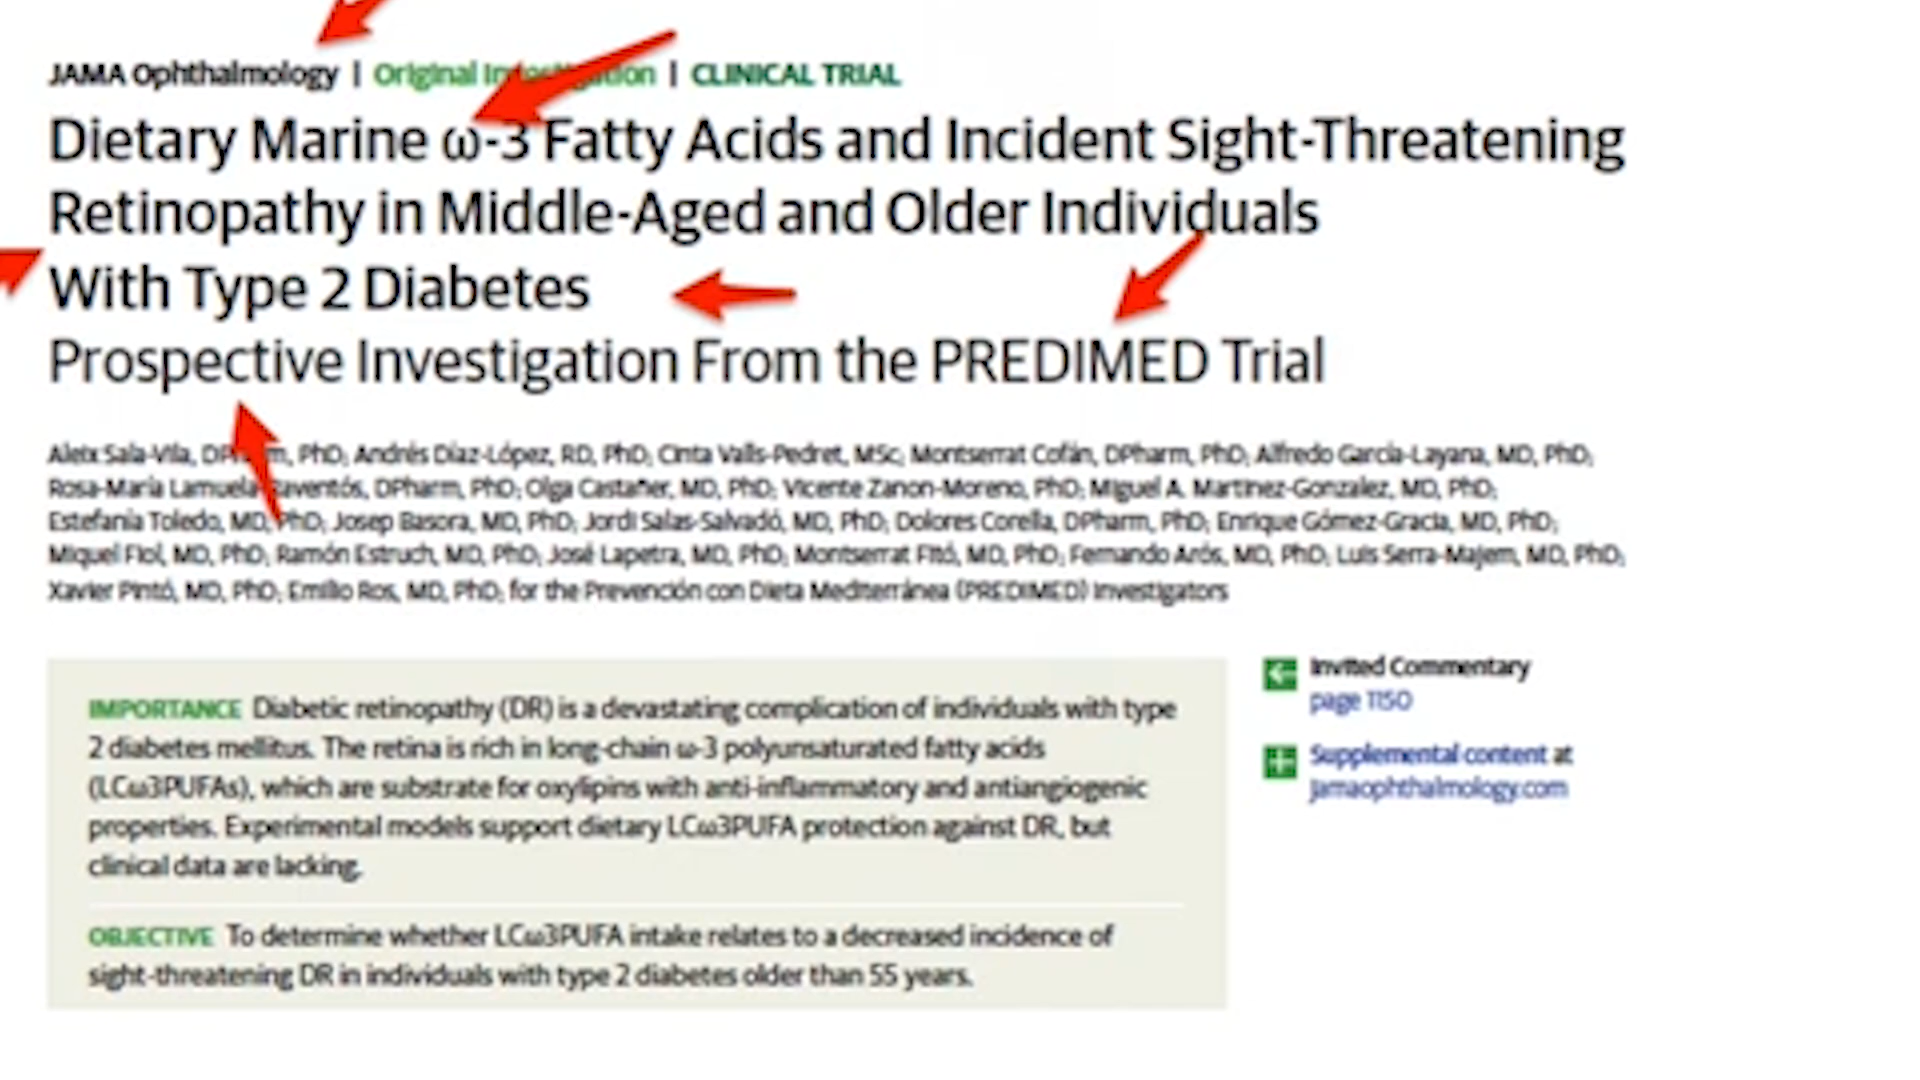 JAMA Ophthalmology | Original Investigation | CLINICAL TRIAL
Dietary Marine ω-3 Fatty Acids and Incident Sight-Threatening
Retinopathy in Middle-Aged and Older Individuals
With Type 2 Diabetes
Prospective Investigation From the PREDIMED Trial
Aleix Sala-Vila, DPharm, PhD; Andrés Díaz-López, RD, PhD; Cinta Valls-Pedret, MSc; Montserrat Cofán, DPharm, PhD; Alfredo García-Layana, MD, PhD;
Rosa-María Lamuela-Raventós, DPharm, PhD; Olga Castañer, MD, PhD; Vicente Zanon-Moreno, PhD; Miguel A. Martinez-Gonzalez, MD, PhD;
Estefanía Toledo, MD, PhD; Josep Basora, MD, PhD; Jordi Salas-Salvadó, MD, PhD; Dolores Corella, DPharm, PhD; Enrique Gómez-Gracia, MD, PhD;
Miquel Fiol, MD, PhD; Ramón Estruch, MD, PhD; José Lapetra, MD, PhD; Montserrat Fitó, MD, PhD; Fernando Arós, MD, PhD; Luis Serra-Majem, MD, PhD;
Xavier Pintó, MD, PhD; Emilio Ros, MD, PhD; for the Prevención con Dieta Mediterránea (PREDIMED) Investigators
IMPORTANCE Diabetic retinopathy (DR) is a devastating complication of individuals with type
2 diabetes mellitus. The retina is rich in long-chain ω-3 polyunsaturated fatty acids
(LCω3PUFAs), which are substrate for oxylipins with anti-inflammatory and antiangiogenic
properties. Experimental models support dietary LCω3PUFA protection against DR, but
clinical data are lacking.
OBJECTIVE To determine whether LCω3PUFA intake relates to a decreased incidence of
sight-threatening DR in individuals with type 2 diabetes older than 55 years.
Invited Commentary
page 1150
Supplemental content at
jamaophthalmology.com